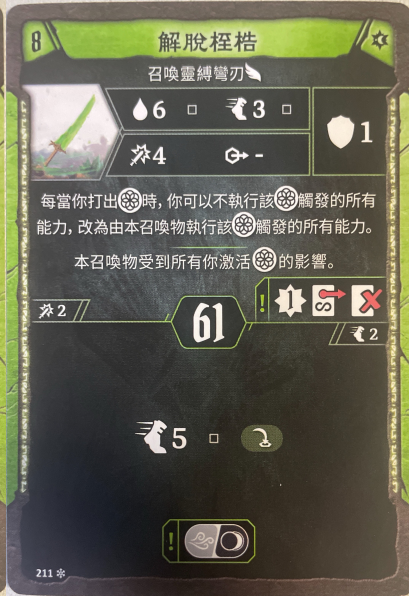 8 解脫桎梏
召喚靈縛彎刃
6 3
4 -
1
每當你打出時，你可以不執行該觸發的所有
能力，改為由本召喚物執行該觸發的所有能力。
本召喚物受到所有你激活的影響。
2
61
! 1 8
2
5
!
211